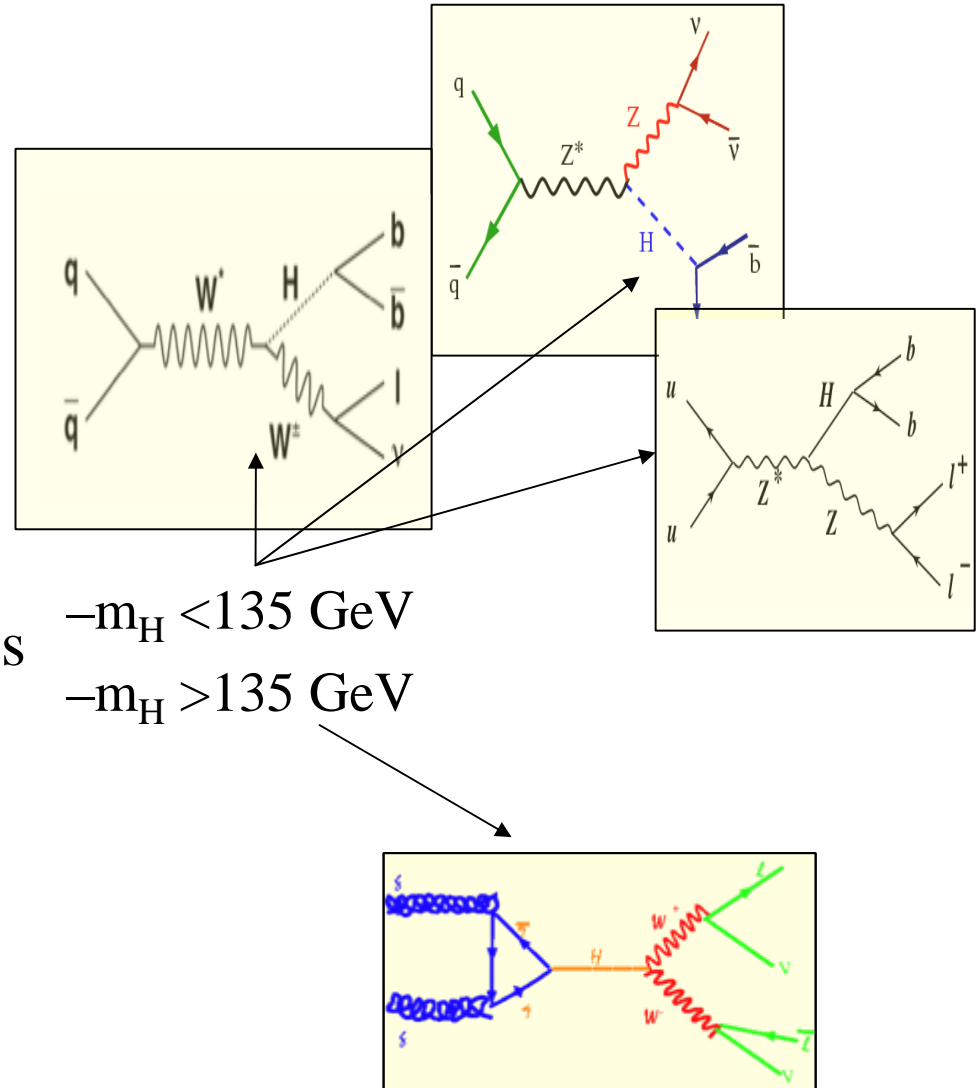 ν
q
Z
Z*
ν̄
H
b̄
q̄
b
q
W*
H
b̄
q̄
l
W±
ν
b
u
H
b
Z*
l+
Z
u
l−
–mH <135 GeV
s
–mH >135 GeV
W+
H
ν
W-
l̄
ν